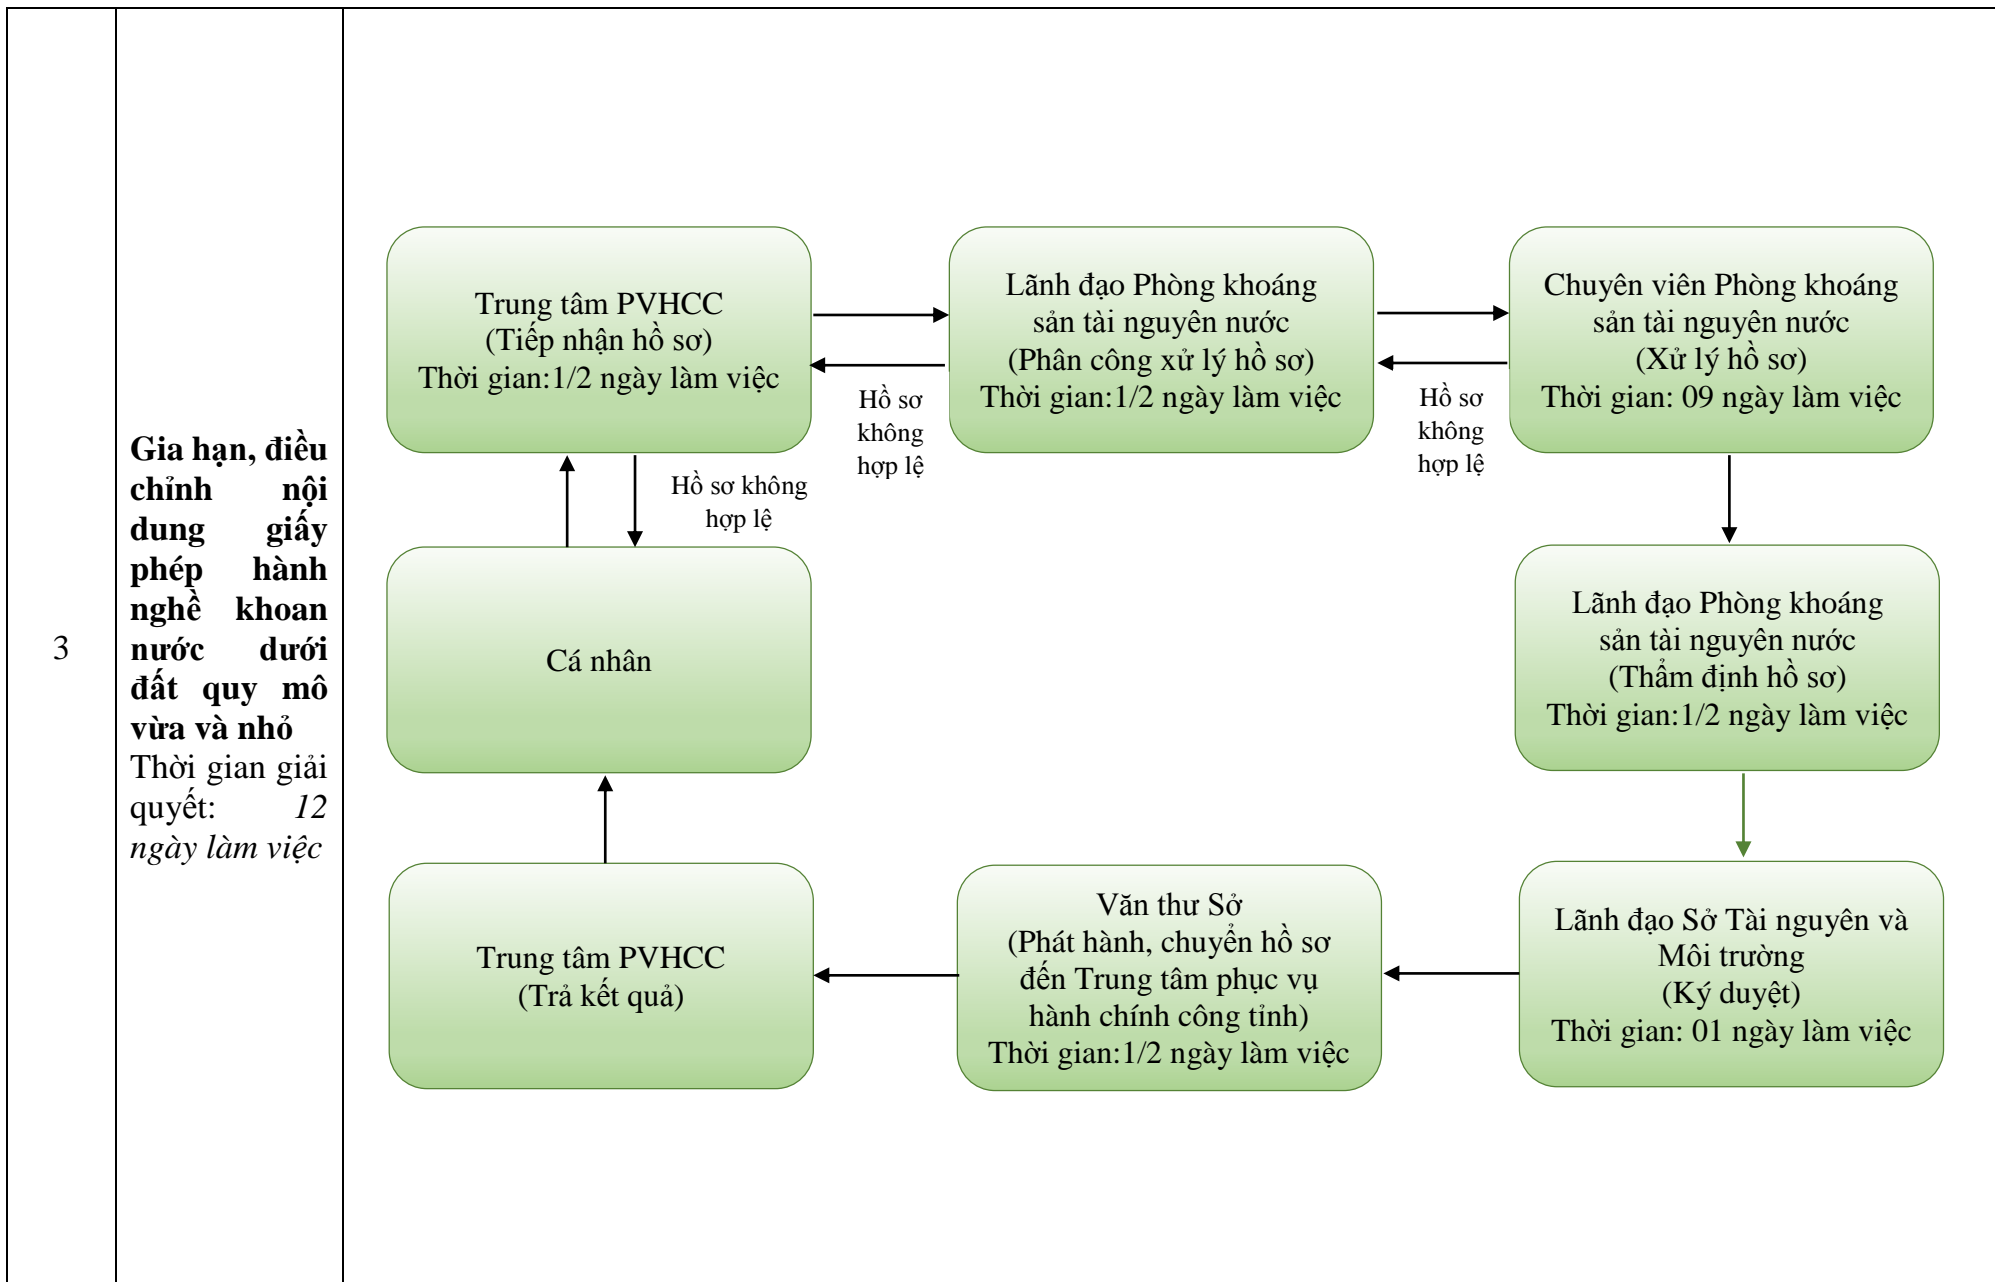 3
Gia hạn, điều
chỉnh nội
dung giấy
phép hành
nghề khoan
nước dưới
đất quy mô
vừa và nhỏ
Thời gian giải
quyết: 12
ngày làm việc
Trung tâm PVHCC
(Tiếp nhận hồ sơ)
Thời gian:1/2 ngày làm việc
Hồ sơ
không
hợp lệ
Lãnh đạo Phòng khoáng
sản tài nguyên nước
(Phân công xử lý hồ sơ)
Thời gian:1/2 ngày làm việc
Hồ sơ
không
hợp lệ
Chuyên viên Phòng khoáng
sản tài nguyên nước
(Xử lý hồ sơ)
Thời gian: 09 ngày làm việc
Hồ sơ không
hợp lệ
Cá nhân
Lãnh đạo Phòng khoáng
sản tài nguyên nước
(Thẩm định hồ sơ)
Thời gian:1/2 ngày làm việc
Trung tâm PVHCC
(Trả kết quả)
Văn thư Sở
(Phát hành, chuyển hồ sơ
đến Trung tâm phục vụ
hành chính công tỉnh)
Thời gian:1/2 ngày làm việc
Lãnh đạo Sở Tài nguyên và
Môi trường
(Ký duyệt)
Thời gian: 01 ngày làm việc